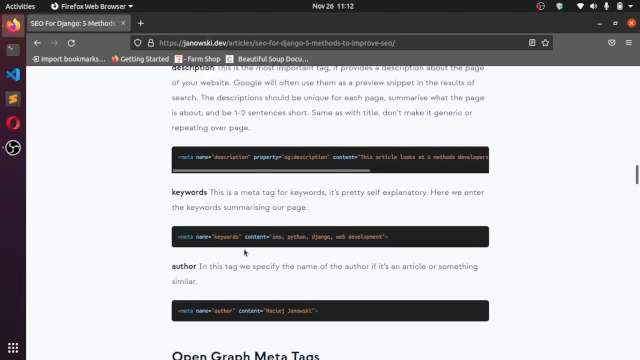 Activities
Firefox Web Browser
Nov 26 11:12
SEO For Django: 5 Methods
https://janowski.dev/articles/seo-for-django-5-methods-to-improve-seo/
Import bookmarks...
Getting Started
Farm Shop
Beautiful Soup Docu...
description This is the most important tag, it provides a description about the page
of your website. Google will often use them as a preview snippet in the results of
search. The descriptions should be unique for each page, summarise what the
page is about, and be 1-2 sentences short. Same as with title, don't make it generic or
repeating over page.
<meta name="description" property="og:description" content="This article looks at 6 methods developers
keywords This is a meta tag for keywords, it's pretty self explanatory. Here we enter
the keywords summarising our page.
<meta name="keywords" content="seo, python, django, web development">
author In this tag we specify the name of the author if it's an article or something
similar.
<meta name="author" content="Maciej Janowski">
Open Graph Meta Tags